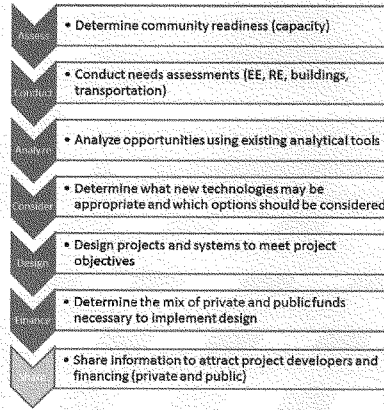 Assess
• Determine community readiness (capacity)
Conduct
• Conduct needs assessments (EE, RE, buildings,
transportation)
Analyze
• Analyze opportunities using existing analytical tools
Consider
• Determine what new technologies may be
appropriate and which options should be considered
Design
• Design projects and systems to meet project
objectives
Finance
• Determine the mix of private and public funds
necessary to implement design
Share
• Share information to attract project developers and
financing (private and public)